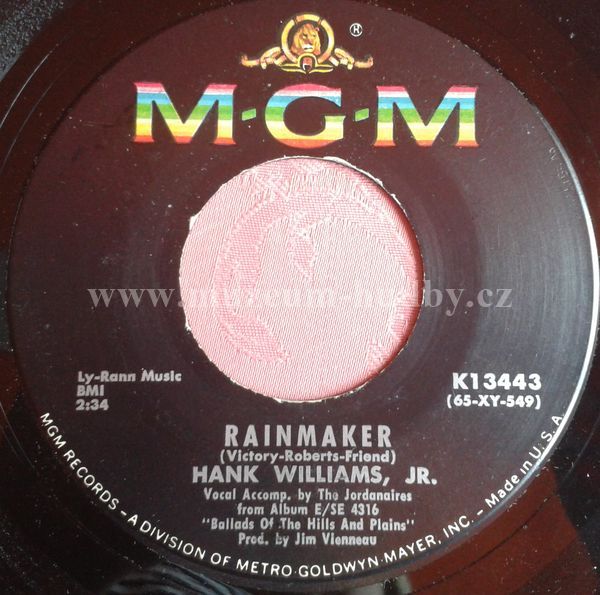 ®
M·G·M
www.museum-hudby.cz
Ly-Rann Music
BMI
2:34
K13443
(65-XY-549)
RAINMAKER
(Victory-Roberts-Friend)
HANK WILLIAMS, JR.
Vocal Accomp. by The Jordanaires
from Album E/SE 4316
"Ballads Of The Hills And Plains"
Prod. by Jim Vienneau
MGM RECORDS - A DIVISION OF METRO-GOLDWYN-MAYER, INC. - Made in U.S.A.